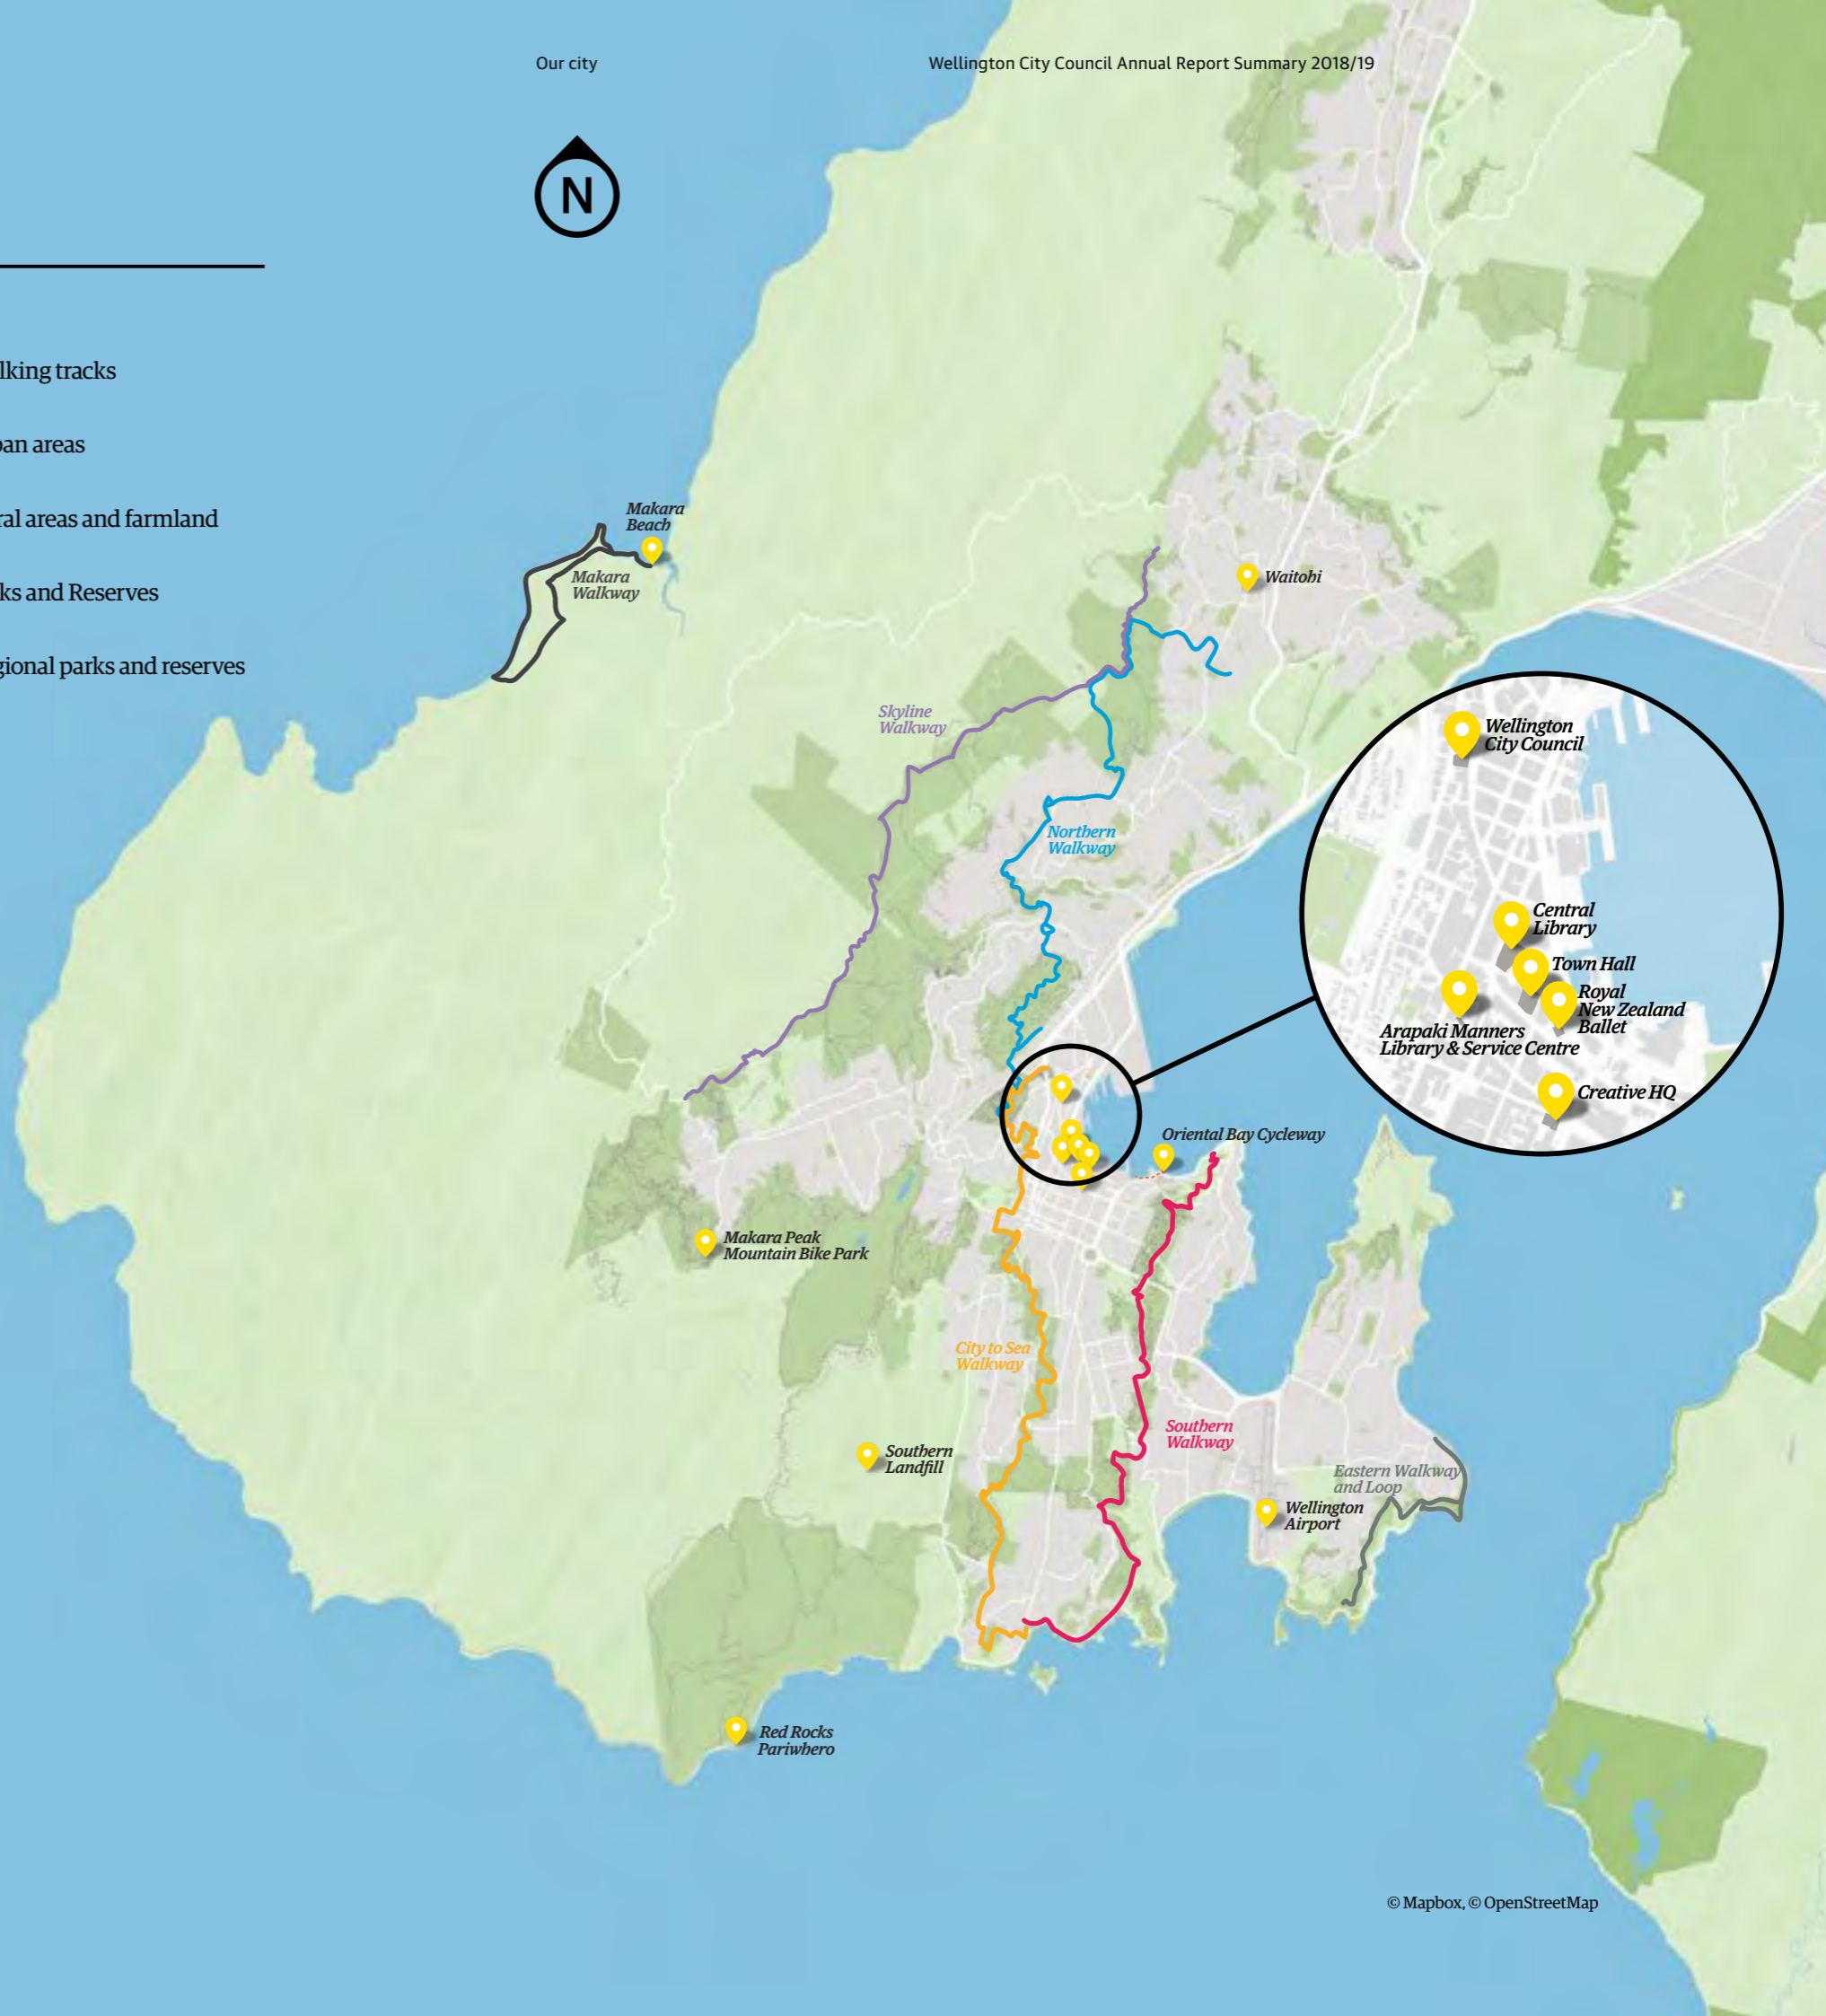 Our city
Wellington City Council Annual Report Summary 2018/19
N
lking tracks
an areas
ral areas and farmland
ks and Reserves
gional parks and reserves
Makara
Beach
Makara
Walkway
Waitohi
Skyline
Walkway
Northern
Walkway
Wellington
City Council
Central
Library
Town Hall
Royal
New Zealand
Ballet
Arapaki Manners
Library & Service Centre
Creative HQ
Oriental Bay Cycleway
Makara Peak
Mountain Bike Park
City to Sea
Walkway
Southern
Walkway
Southern
Landfill
Eastern Walkway
and Loop
Wellington
Airport
Red Rocks
Pariwhero
© Mapbox, © OpenStreetMap